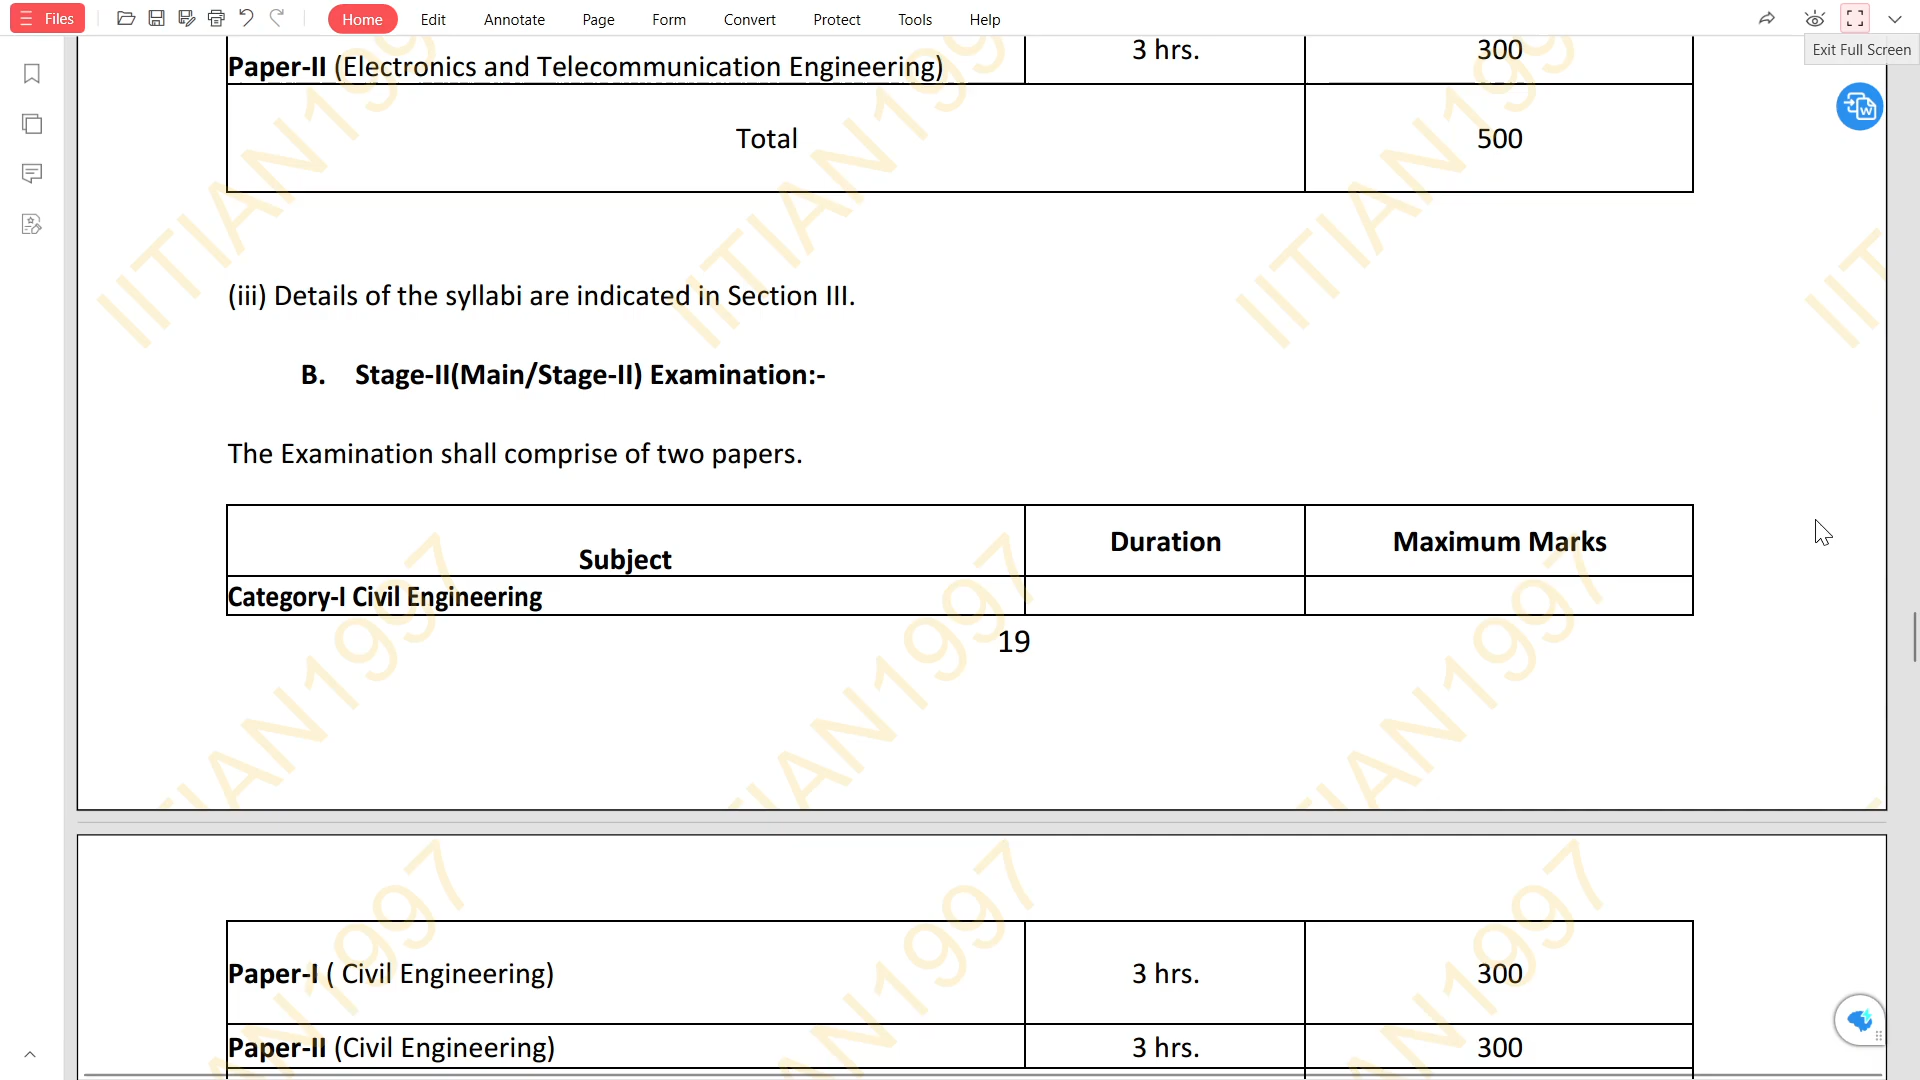 Files Home Edit Annotate Page Form Convert Protect Tools Help
Exit Full Screen
Paper-II (Electronics and Telecommunication Engineering) 3 hrs. 300
Total 500
(iii) Details of the syllabi are indicated in Section III.
B. Stage-II(Main/Stage-II) Examination:-
The Examination shall comprise of two papers.
Subject Duration Maximum Marks
Category-I Civil Engineering
19
Paper-I ( Civil Engineering) 3 hrs. 300
Paper-II (Civil Engineering) 3 hrs. 300
IITIAN1997